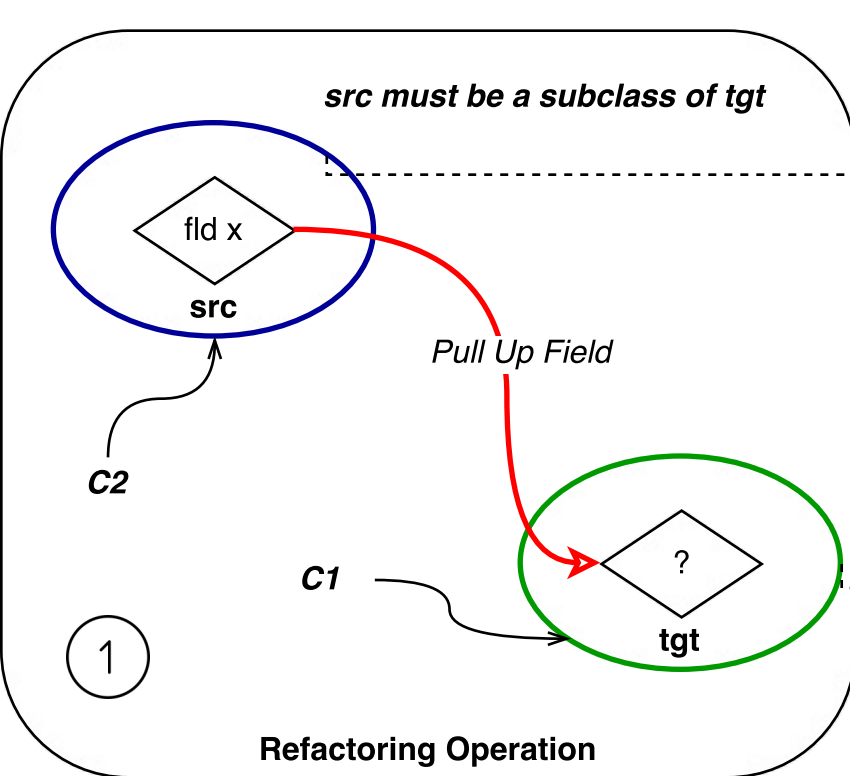 src must be a subclass of tgt
fld x
src
Pull Up Field
C2
C1
?
tgt
1
Refactoring Operation